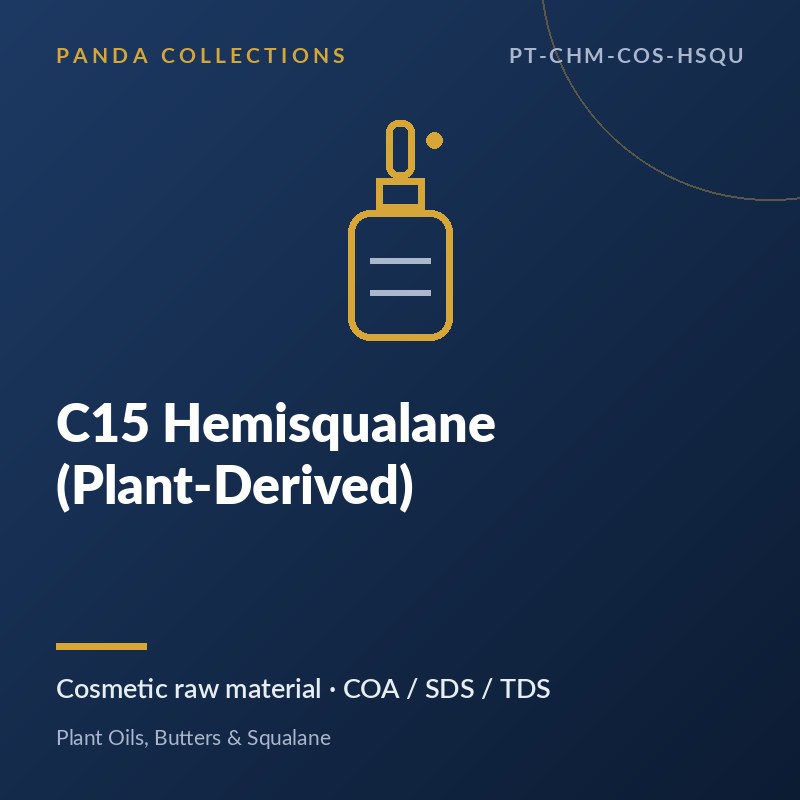 PANDA COLLECTIONS
PT-CHM-COS-HSQU
C15 Hemisqualane
(Plant-Derived)
Cosmetic raw material · COA / SDS / TDS
Plant Oils, Butters & Squalane